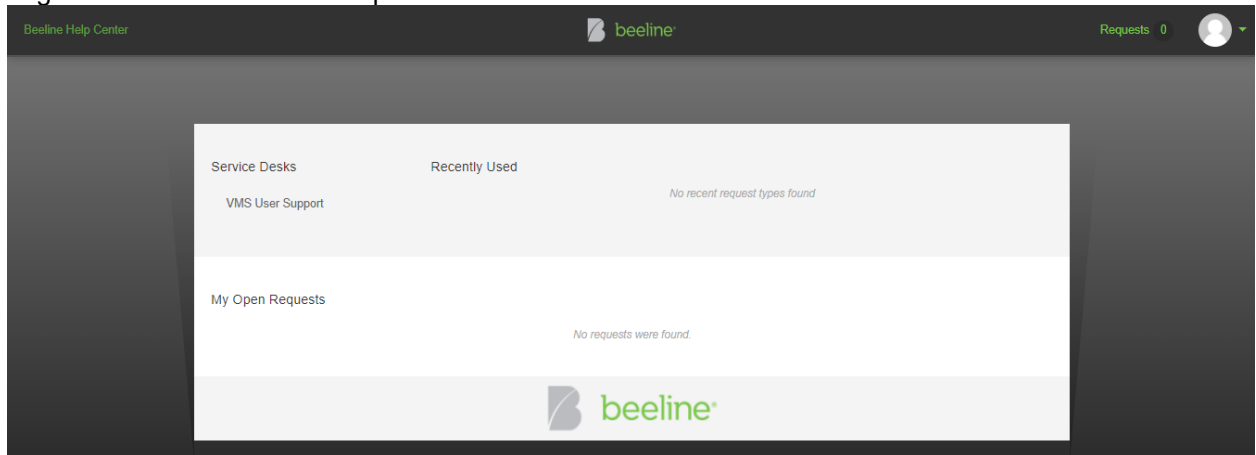 Beeline Help Center
beeline
Requests 0
Service Desks
Recently Used
No recent request types found
VMS User Support
My Open Requests
No requests were found.
beeline